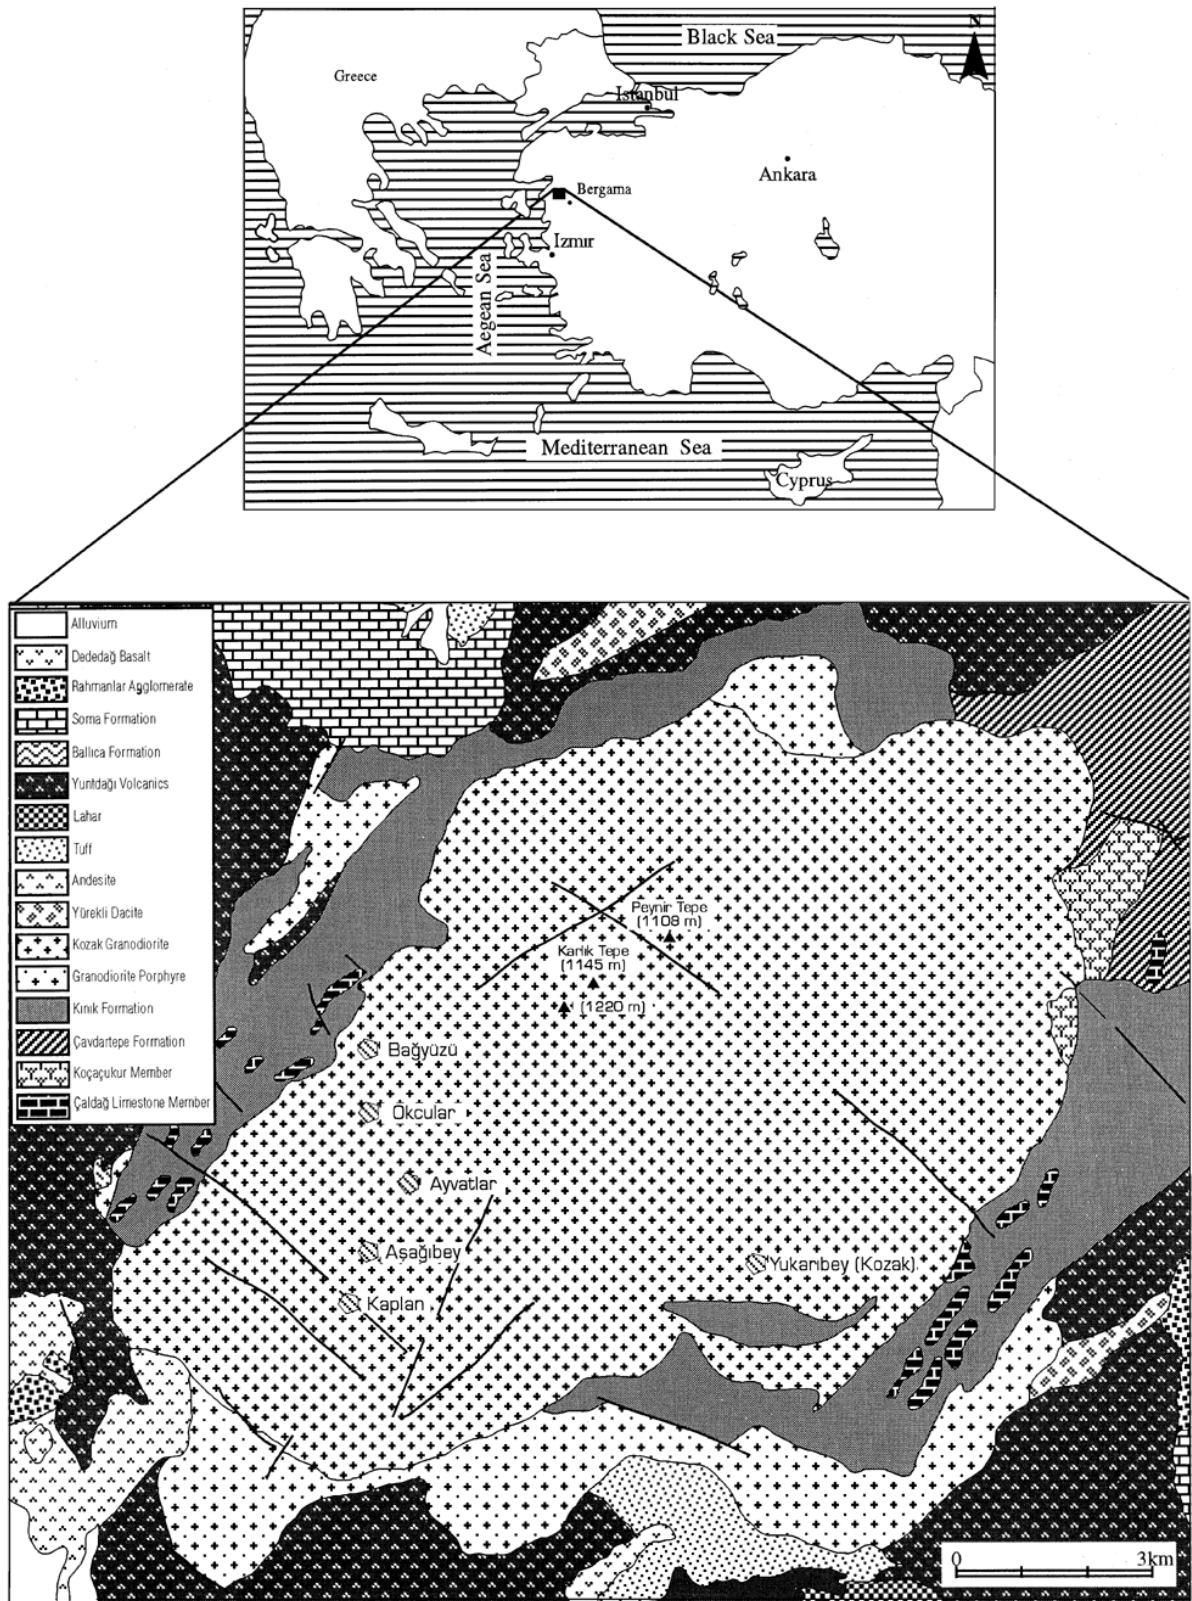 N
Black Sea
Greece
Istanbul
Ankara
Bergama
Izmır
Aegean Sea
Mediterranean Sea
Cyprus
Alluvium
Dededağ Basalt
Rahmanlar Agglomerate
Soma Formation
Ballıca Formation
Yuntdağı Volcanics
Lahar
Tuff
Andesite
Yürekli Dacite
Kozak Granodiorite
Granodiorite Porphyre
Kınık Formation
Çavdartepe Formation
Koçaçukur Member
Çaldağ Limestone Member
Peynir Tepe
(1108 m)
Karlık Tepe
(1145 m)
(1220 m)
Bağyüzü
Okcular
Ayvatlar
Aşağıbey
Yukarıbey (Kozak)
Kaplan
0 3km